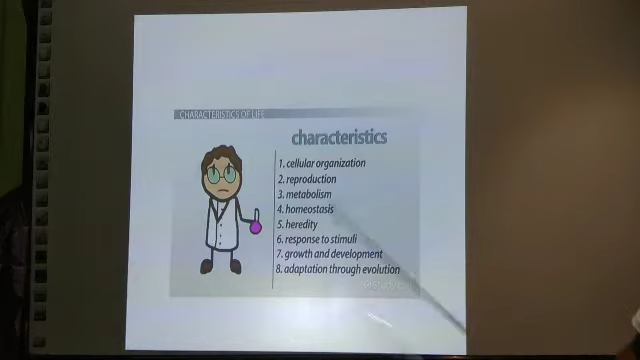 CHARACTERISTICS OF LIFE
characteristics
1. cellular organization
2. reproduction
3. metabolism
4. homeostasis
5. heredity
6. response to stimuli
7. growth and development
8. adaptation through evolution